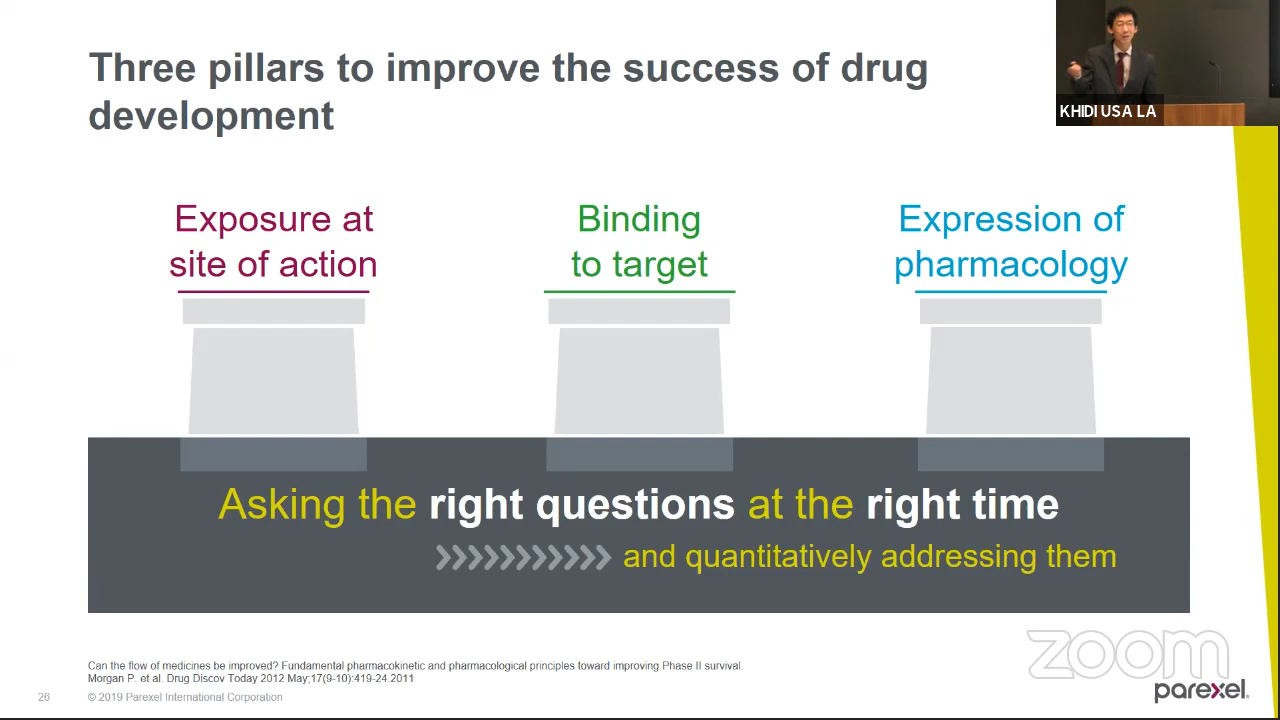 Three pillars to improve the success of drug
development
KHIDI USA LA
Exposure at
site of action
Binding
to target
Expression of
pharmacology
Asking the right questions at the right time
and quantitatively addressing them
zoom
Can the flow of medicines be improved? Fundamental pharmacokinetic and pharmacological principles toward improving Phase II survival.
Morgan P. et al. Drug Discov Today 2012 May;17(9-10):419-24.2011
26 © 2019 Parexel International Corporation
parexel.